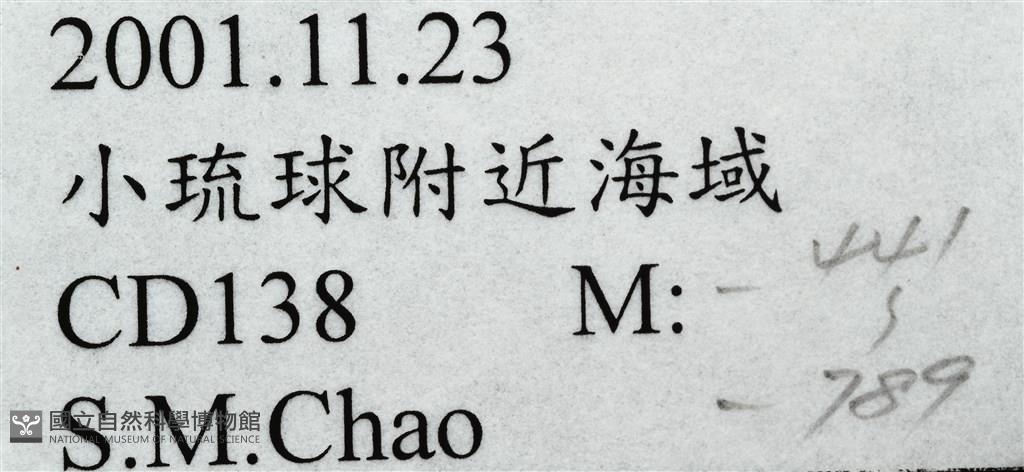 2001.11.23
小琉球附近海域
CD138 M: - 441
~
- 789
S.M.Chao
國立自然科學博物館
NATIONAL MUSEUM OF NATURAL SCIENCE